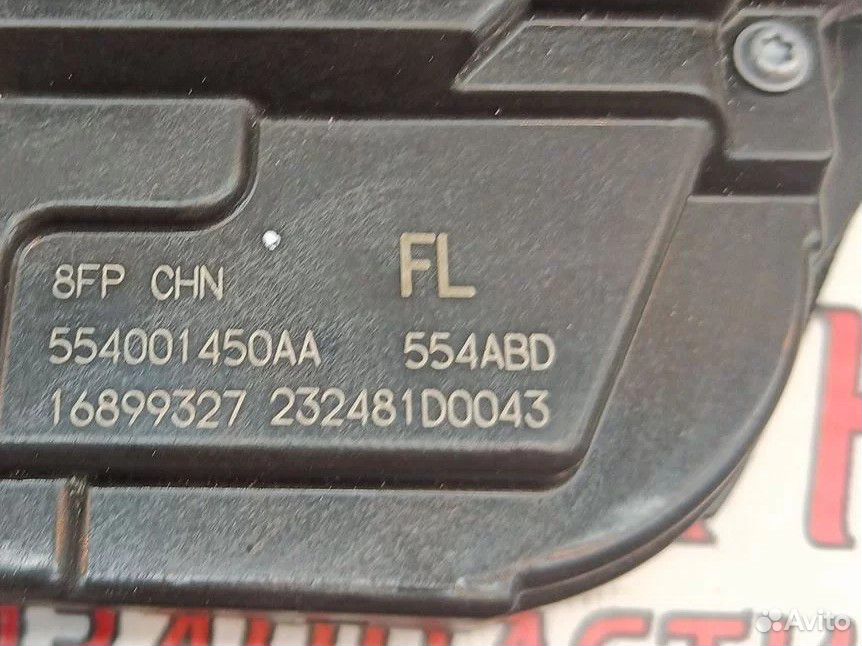 8FP CHN FL
554001450AA 554ABD
16899327 232481D0043
Avito